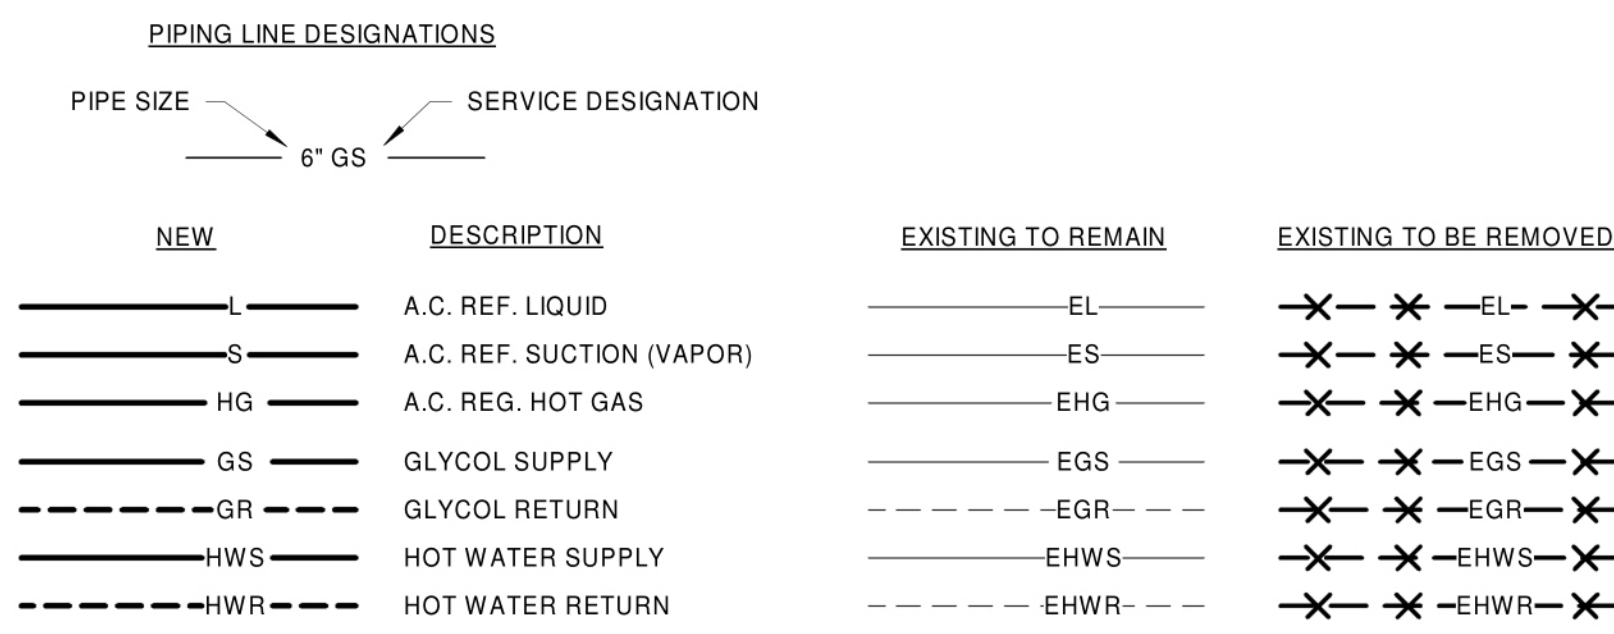 PIPING LINE DESIGNATIONS
PIPE SIZE SERVICE DESIGNATION
6" GS
NEW DESCRIPTION EXISTING TO REMAIN EXISTING TO BE REMOVED
L A.C. REF. LIQUID EL EL
S A.C. REF. SUCTION (VAPOR) ES ES
HG A.C. REG. HOT GAS EHG EHG
GS GLYCOL SUPPLY EGS EGS
GR GLYCOL RETURN EGR EGR
HWS HOT WATER SUPPLY EHWS EHWS
HWR HOT WATER RETURN EHWR EHWR